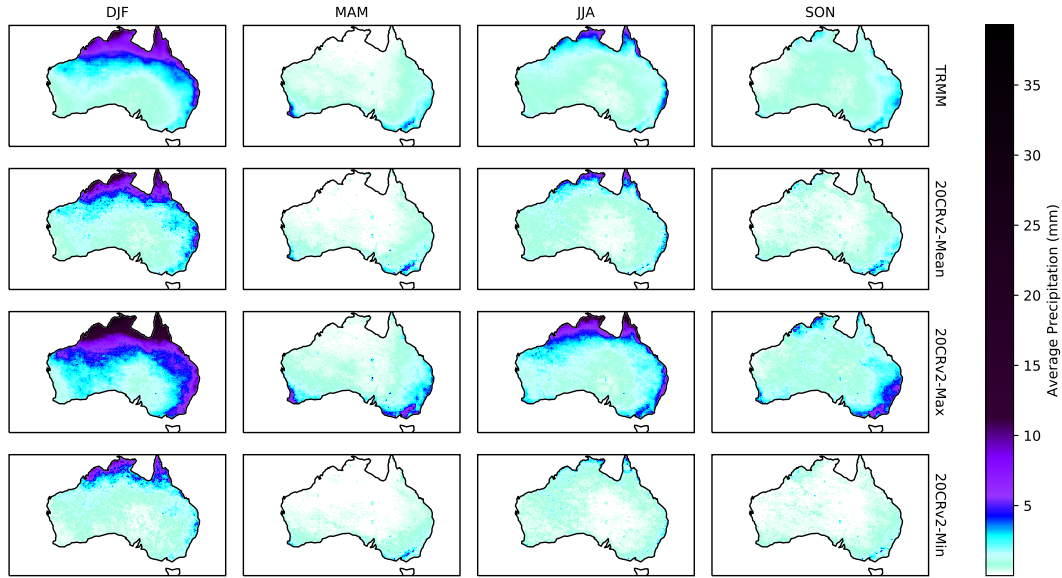 DJF MAM JJA SON
TRMM
20CRv2-Mean
20CRv2-Max
20CRv2-Min
35
30
25
20
15
10
5
Average Precipitation (mm)